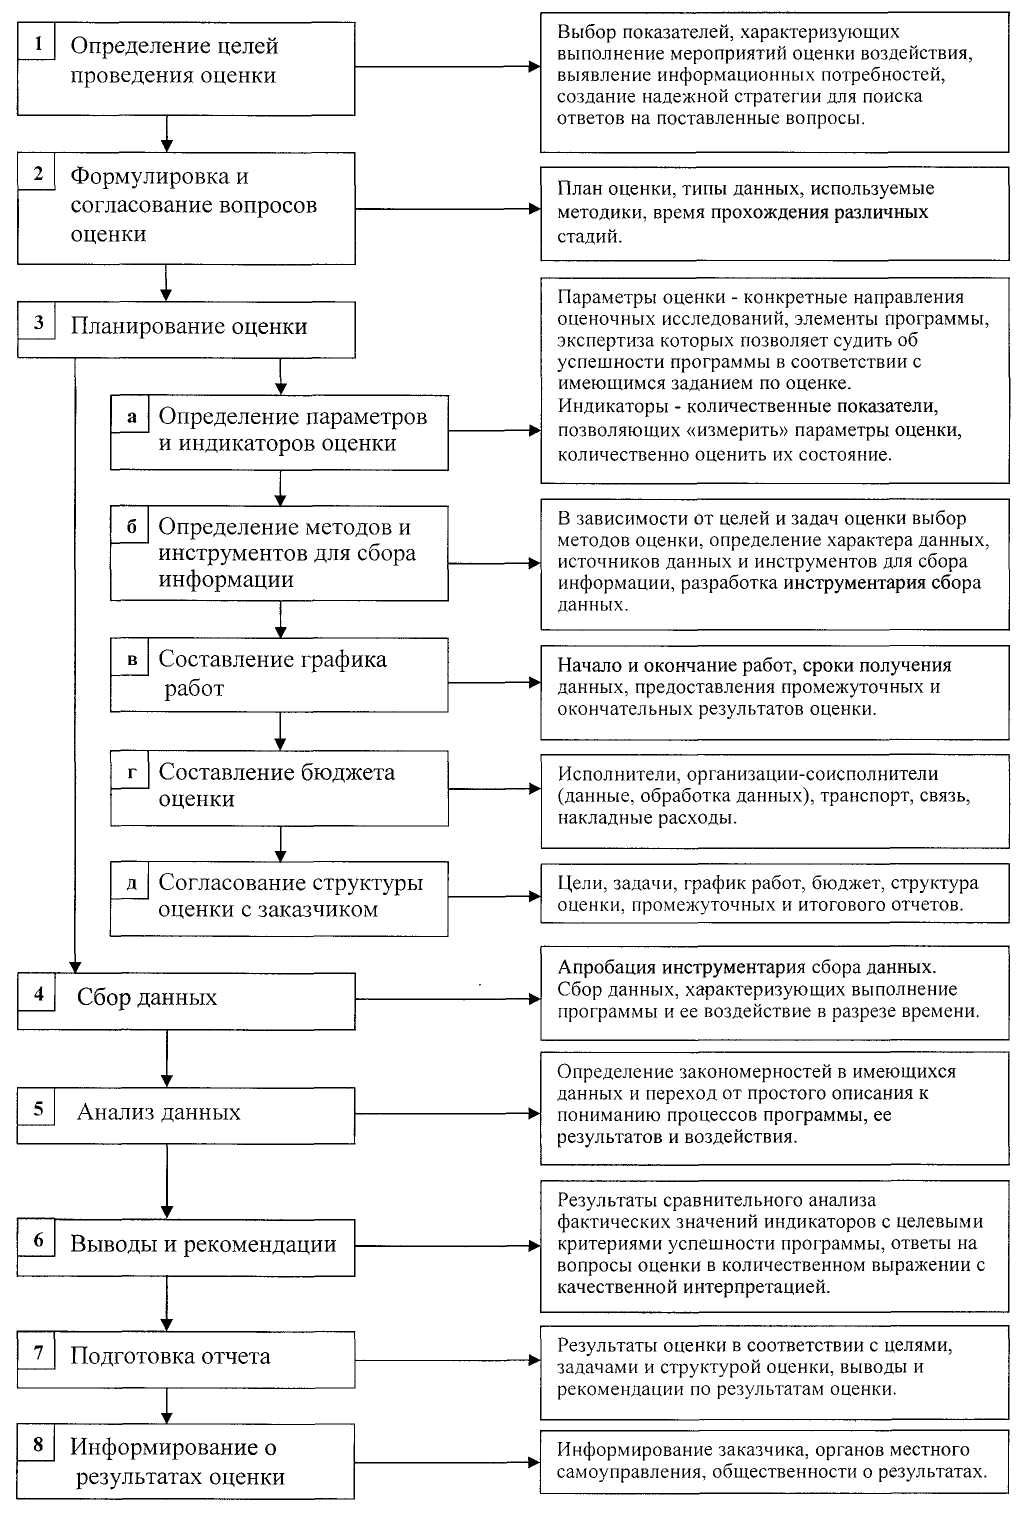 1 Определение целей
проведения оценки
Выбор показателей, характеризующих
выполнение мероприятий оценки воздействия,
выявление информационных потребностей,
создание надежной стратегии для поиска
ответов на поставленные вопросы.
2 Формулировка и
согласование вопросов
оценки
План оценки, типы данных, используемые
методики, время прохождения различных
стадий.
3 Планирование оценки
Параметры оценки - конкретные направления
оценочных исследований, элементы программы,
экспертиза которых позволяет судить об
успешности программы в соответствии с
имеющимся заданием по оценке.
Индикаторы - количественные показатели,
позволяющих «измерить» параметры оценки,
количественно оценить их состояние.
а Определение параметров
и индикаторов оценки
б Определение методов и
инструментов для сбора
информации
В зависимости от целей и задач оценки выбор
методов оценки, определение характера данных,
источников данных и инструментов для сбора
информации, разработка инструментария сбора
данных.
в Составление графика
работ
Начало и окончание работ, сроки получения
данных, предоставления промежуточных и
окончательных результатов оценки.
г Составление бюджета
оценки
Исполнители, организации-соисполнители
(данные, обработка данных), транспорт, связь,
накладные расходы.
д Согласование структуры
оценки с заказчиком
Цели, задачи, график работ, бюджет, структура
оценки, промежуточных и итогового отчетов.
4 Сбор данных
Апробация инструментария сбора данных.
Сбор данных, характеризующих выполнение
программы и ее воздействие в разрезе времени.
5 Анализ данных
Определение закономерностей в имеющихся
данных и переход от простого описания к
пониманию процессов программы, ее
результатов и воздействия.
6 Выводы и рекомендации
Результаты сравнительного анализа
фактических значений индикаторов с целевыми
критериями успешности программы, ответы на
вопросы оценки в количественном выражении с
качественной интерпретацией.
7 Подготовка отчета
Результаты оценки в соответствии с целями,
задачами и структурой оценки, выводы и
рекомендации по результатам оценки.
8 Информирование о
результатах оценки
Информирование заказчика, органов местного
самоуправления, общественности о результатах.